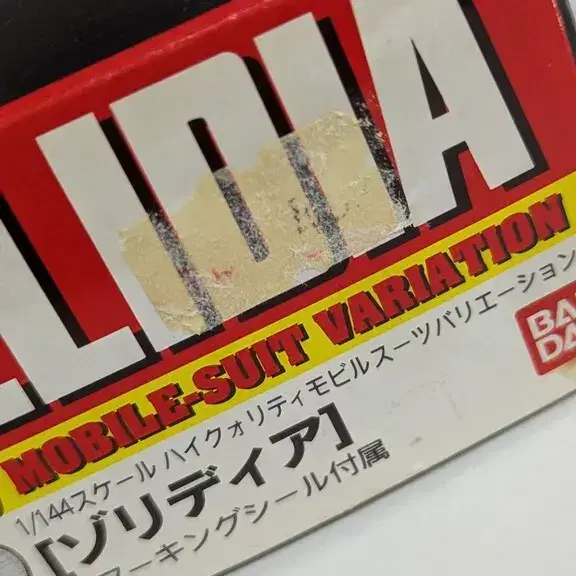 LIDIA
MOBILE-SUIT VARIATION
1/144スケール ハイクォリティモビルスーツバリエーション
[ゾリディア]
マーキングシール付属
BANDAI